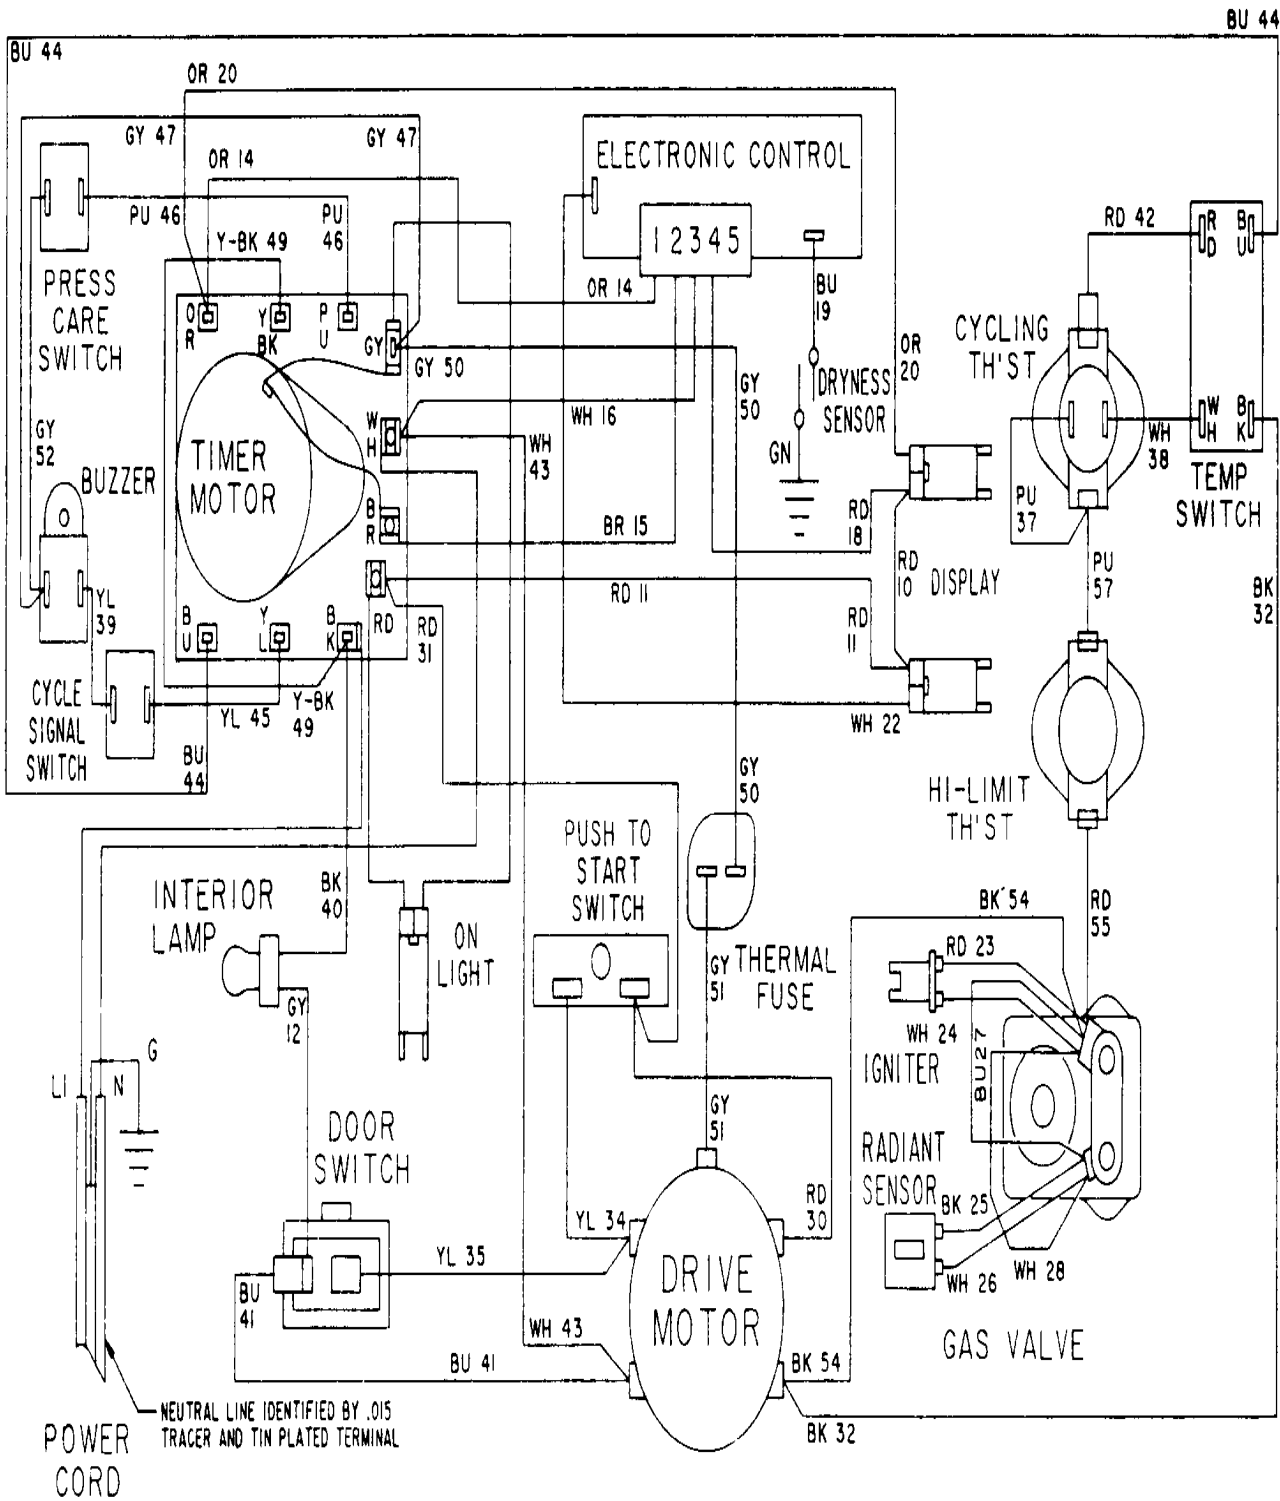 BU 44
BU 44
OR 20
GY 47
GY 47
OR 14
ELECTRONIC CONTROL
PU 46
PU
46
Y-BK 49
1 2 3 4 5
RD 42
R
D
B
U
PRESS
CARE
SWITCH
OR 14
BU
19
O
R
Y
BK
P
U
GY
GY 50
CYCLING
TH'ST
OR
20
DRYNESS
SENSOR
GY
50
WH 16
W
H
WH
43
GY
52
BUZZER
TIMER
MOTOR
GN
WH
38
W
H
B
K
TEMP
SWITCH
PU
37
B
R
BR 15
RD
18
RD
10
DISPLAY
PU
57
BK
32
RD 11
RD
11
YL
39
B
U
Y
L
B
K
RD
RD
31
CYCLE
SIGNAL
SWITCH
YL 45
Y-BK
49
WH 22
BU
44
GY
50
HI-LIMIT
TH'ST
PUSH TO
START
SWITCH
INTERIOR
LAMP
BK
40
ON
LIGHT
BK 54
RD
55
GY
51
THERMAL
FUSE
RD 23
GY
12
WH 24
IGNITER
BU27
G
L1
N
DOOR
SWITCH
GY
51
RADIANT
SENSOR
BK 25
RD
30
YL 34
YL 35
DRIVE
MOTOR
WH 26
WH 28
BU
41
WH 43
GAS VALVE
BU 41
BK 54
BK 32
NEUTRAL LINE IDENTIFIED BY .015
TRACER AND TIN PLATED TERMINAL
POWER
CORD